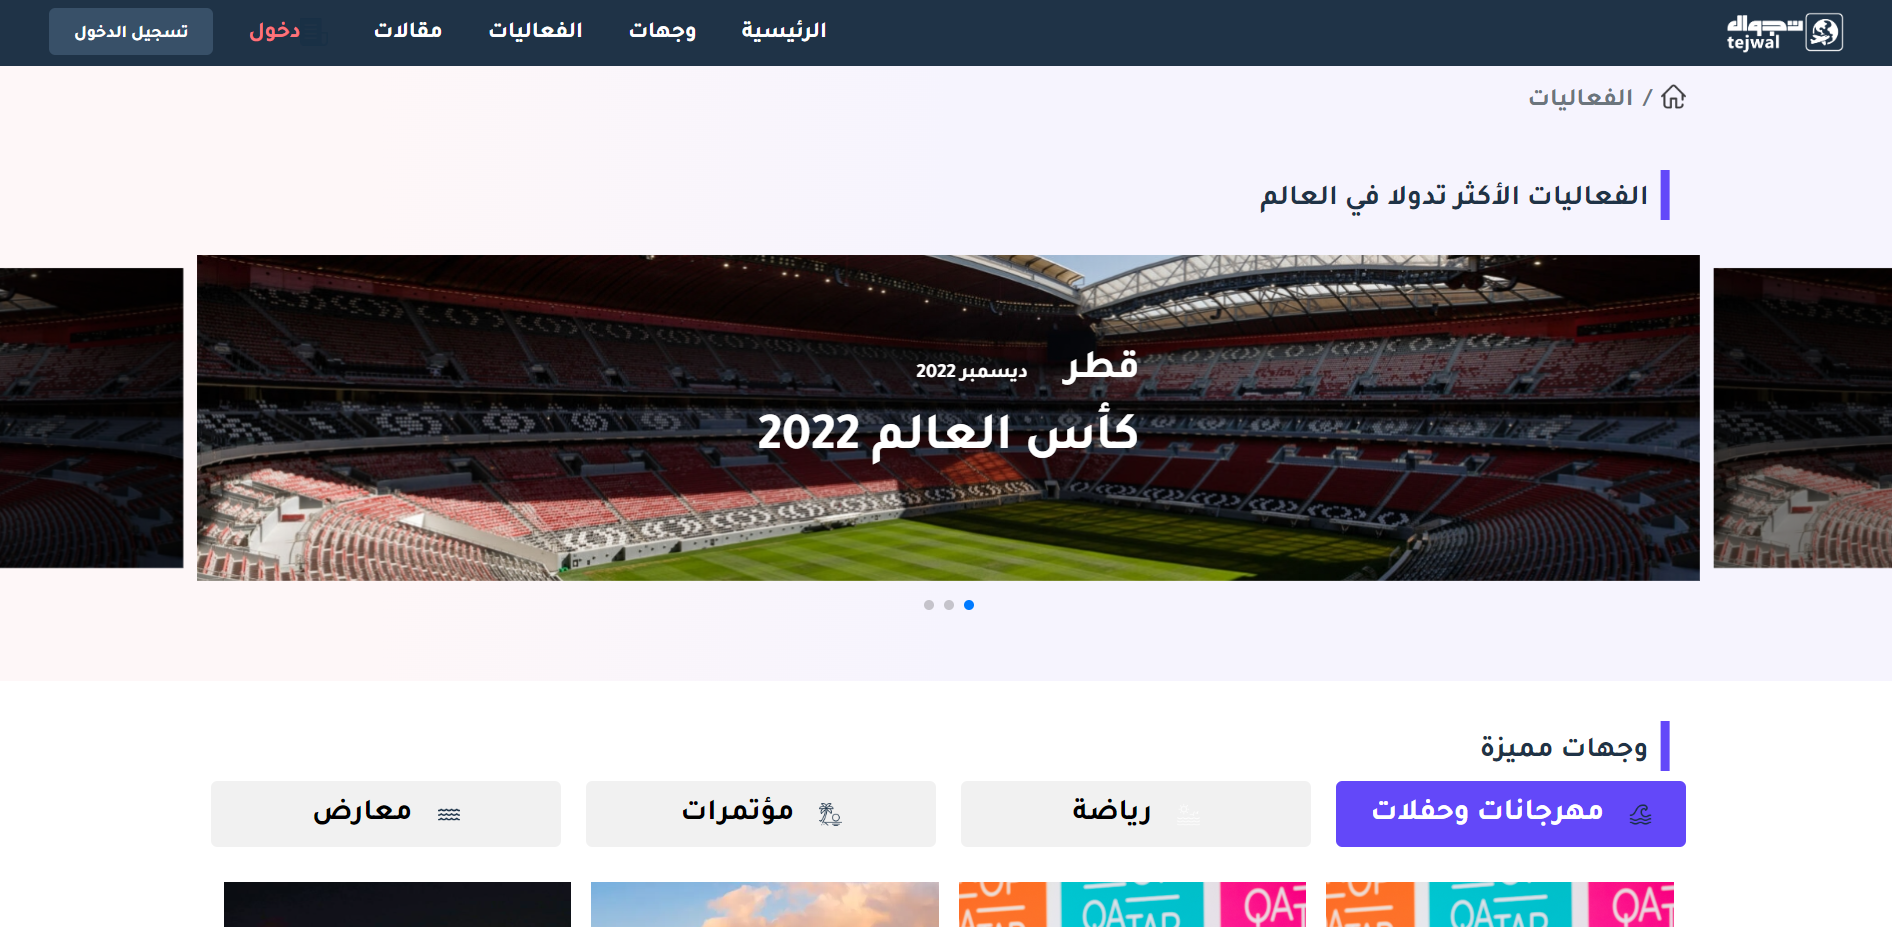 تجوال
tejwal
الرئيسية
وجهات
الفعاليات
مقالات
دخول
تسجيل الدخول
/ الفعاليات
الفعاليات الأكثر تدولا في العالم
قطر ديسمبر 2022
كأس العالم 2022
وجهات مميزة
مهرجانات وحفلات
رياضة
مؤتمرات
معارض
QATAR
QATAR
QAT
QAT